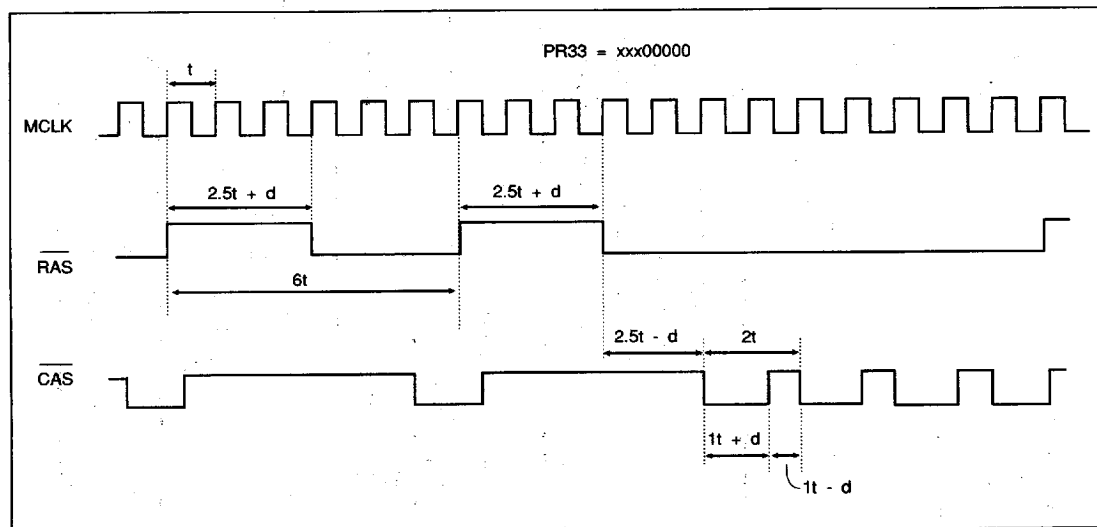 PR33 = xxx00000
t
MCLK
2.5t + d
2.5t + d
RAS
6t
2.5t - d
2t
CAS
1t + d
1t - d